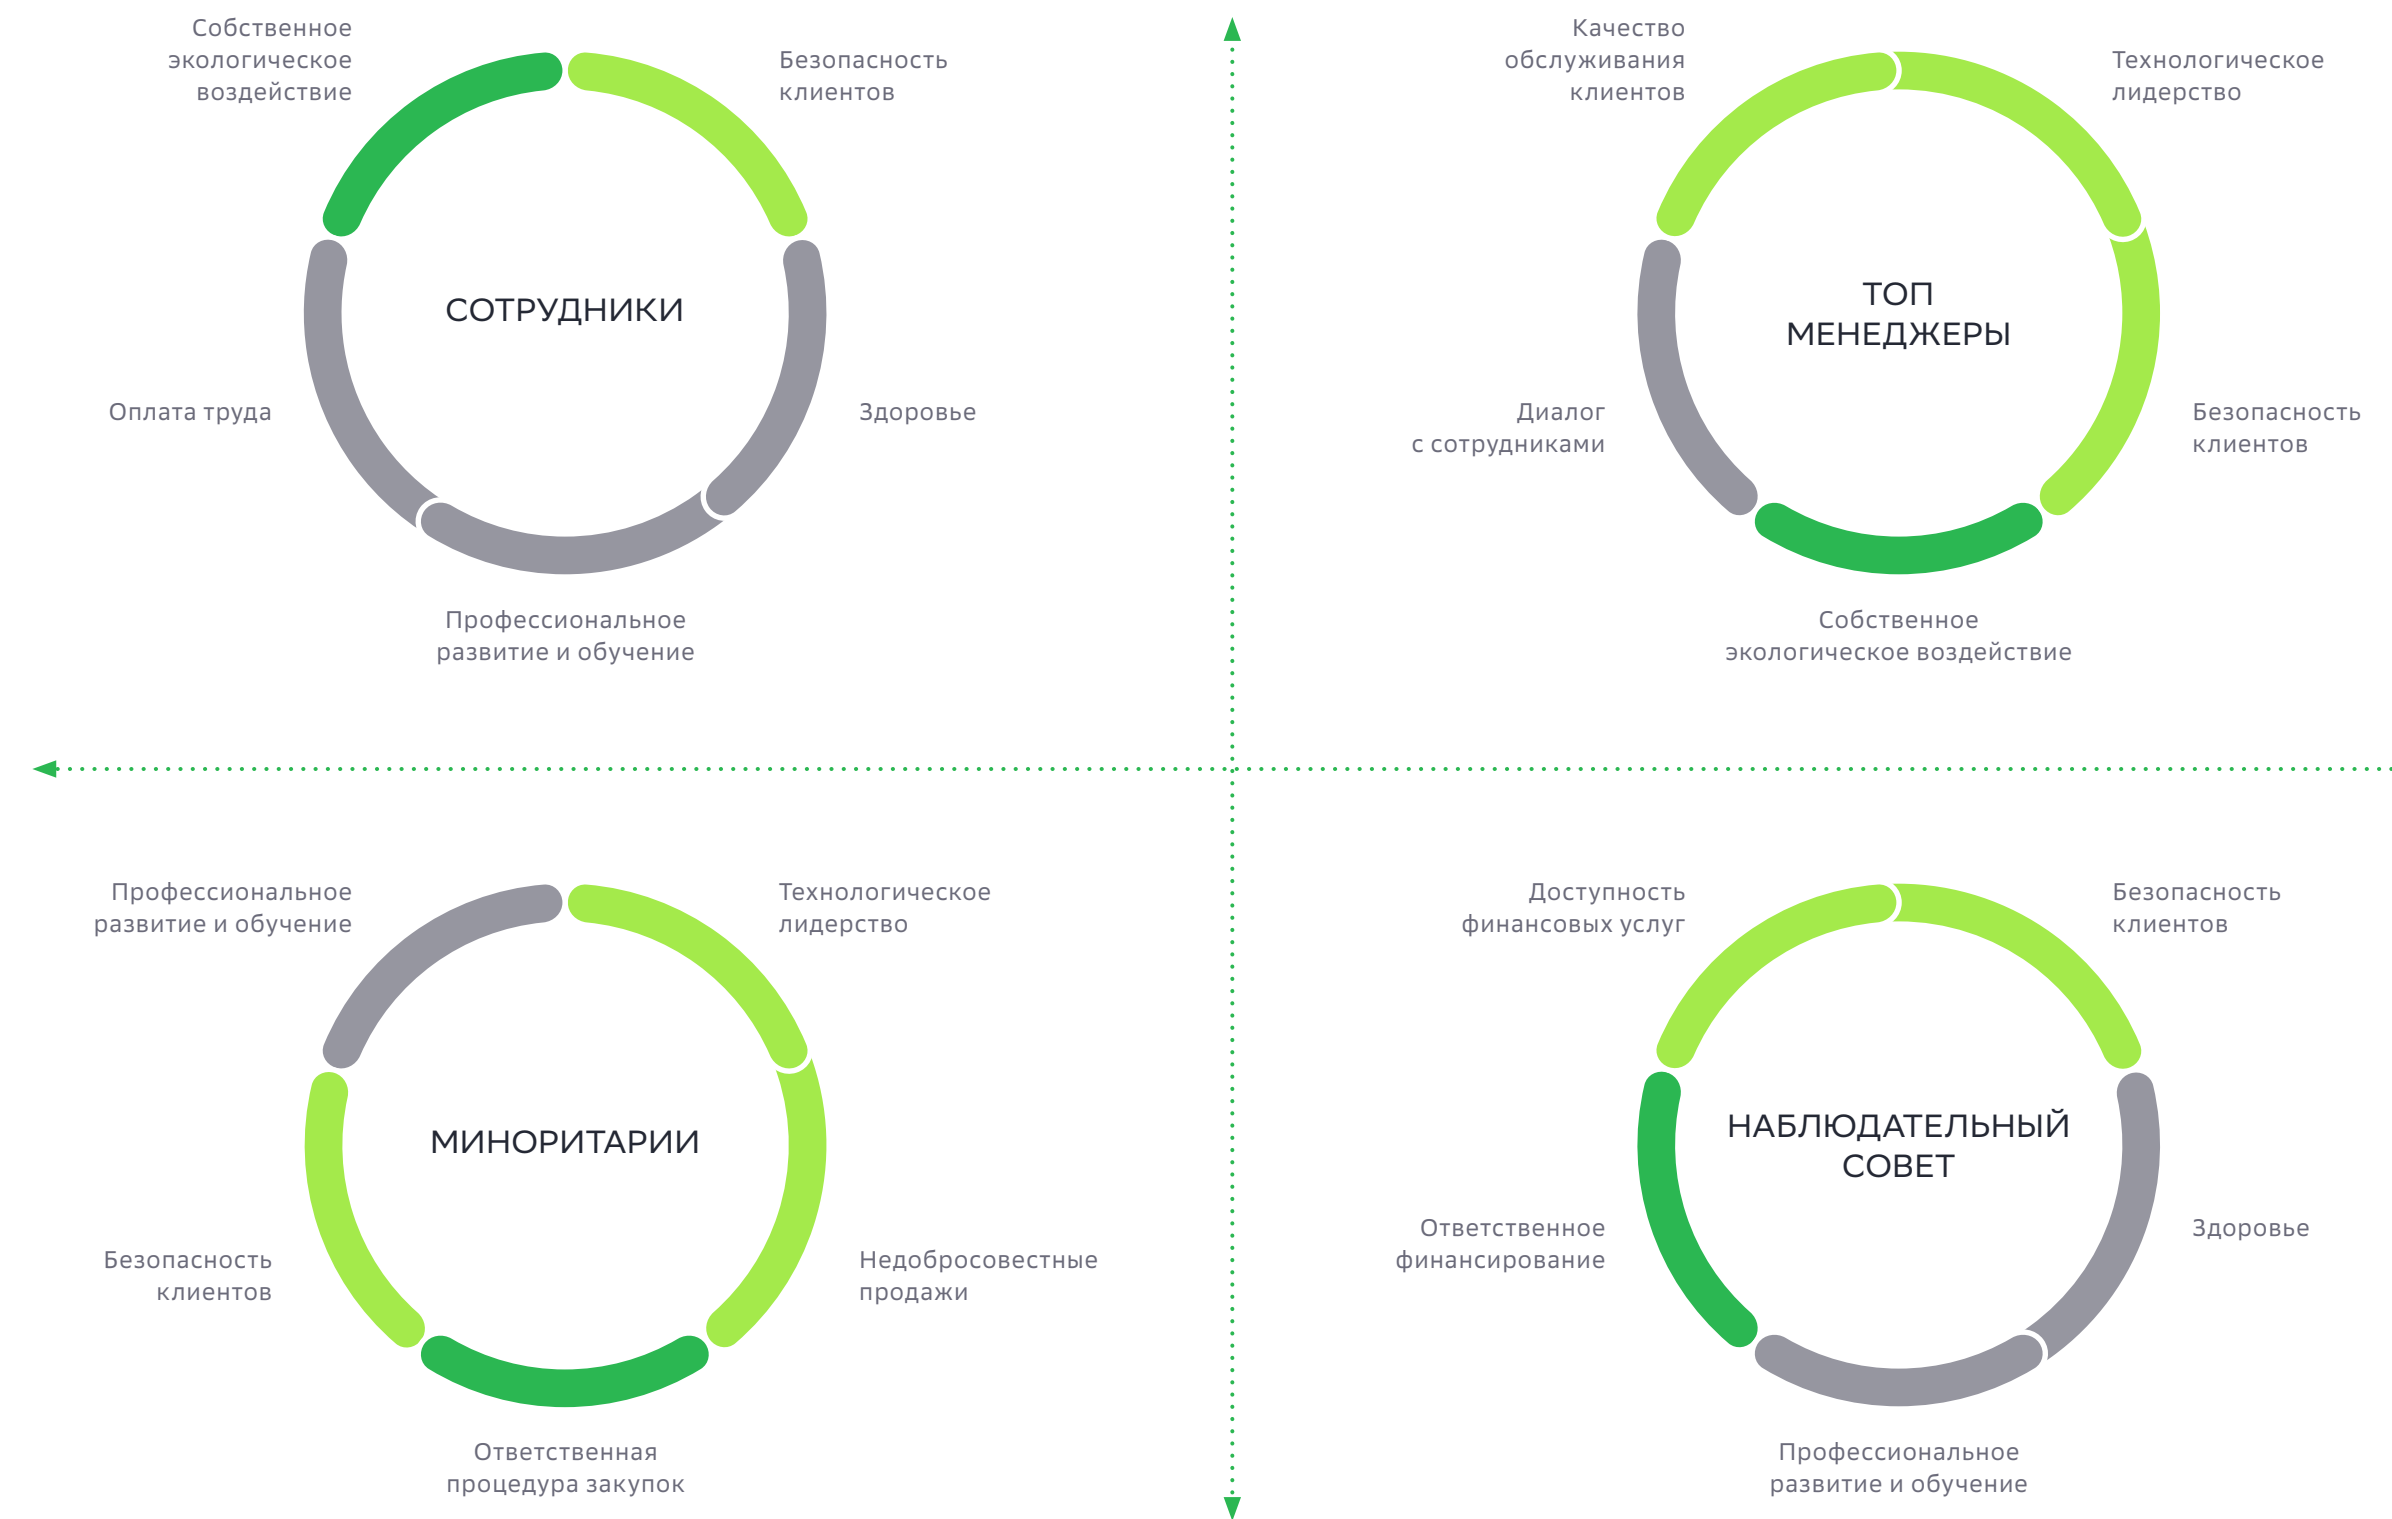 Собственное
экологическое
воздействие
Безопасность
клиентов
СОТРУДНИКИ
Оплата труда
Здоровье
Профессиональное
развитие и обучение
Качество
обслуживания
клиентов
Технологическое
лидерство
ТОП
МЕНЕДЖЕРЫ
Диалог
с сотрудниками
Безопасность
клиентов
Собственное
экологическое воздействие
Профессиональное
развитие и обучение
Технологическое
лидерство
МИНОРИТАРИИ
Безопасность
клиентов
Недобросовестные
продажи
Ответственная
процедура закупок
Доступность
финансовых услуг
Безопасность
клиентов
НАБЛЮДАТЕЛЬНЫЙ
СОВЕТ
Ответственное
финансирование
Здоровье
Профессиональное
развитие и обучение